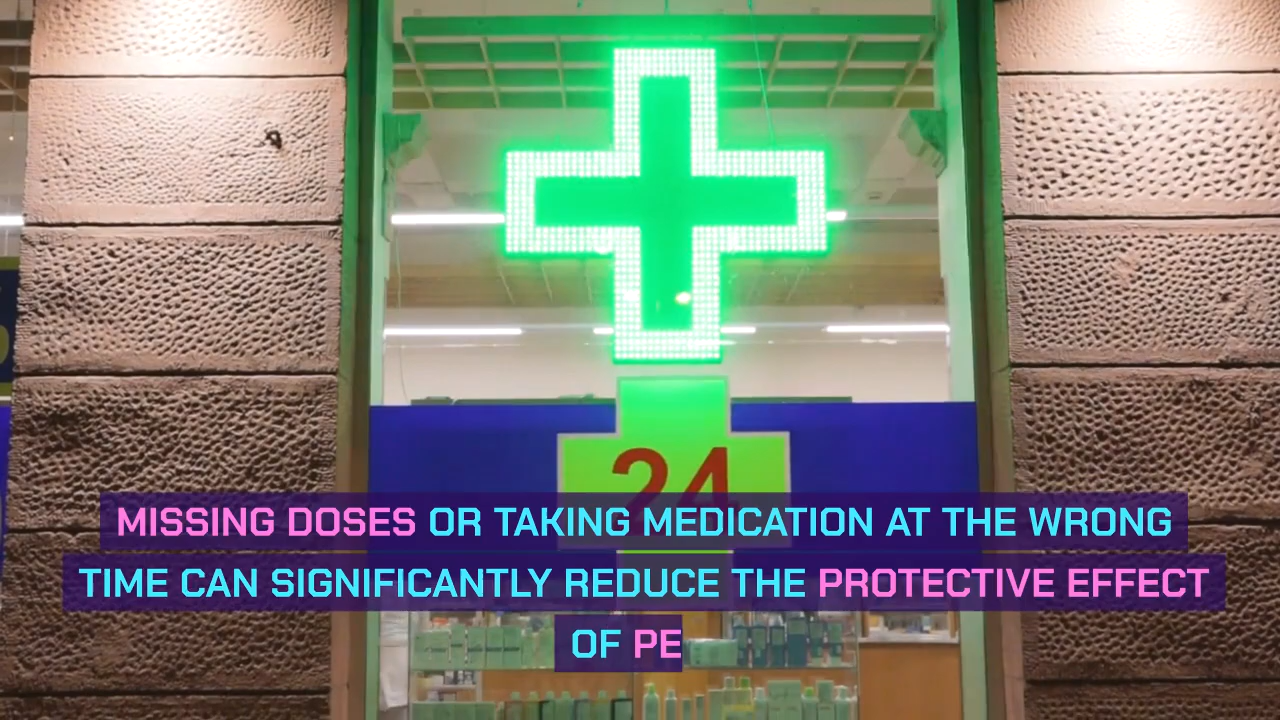 24
MISSING DOSES OR TAKING MEDICATION AT THE WRONG
TIME CAN SIGNIFICANTLY REDUCE THE PROTECTIVE EFFECT
OF PE